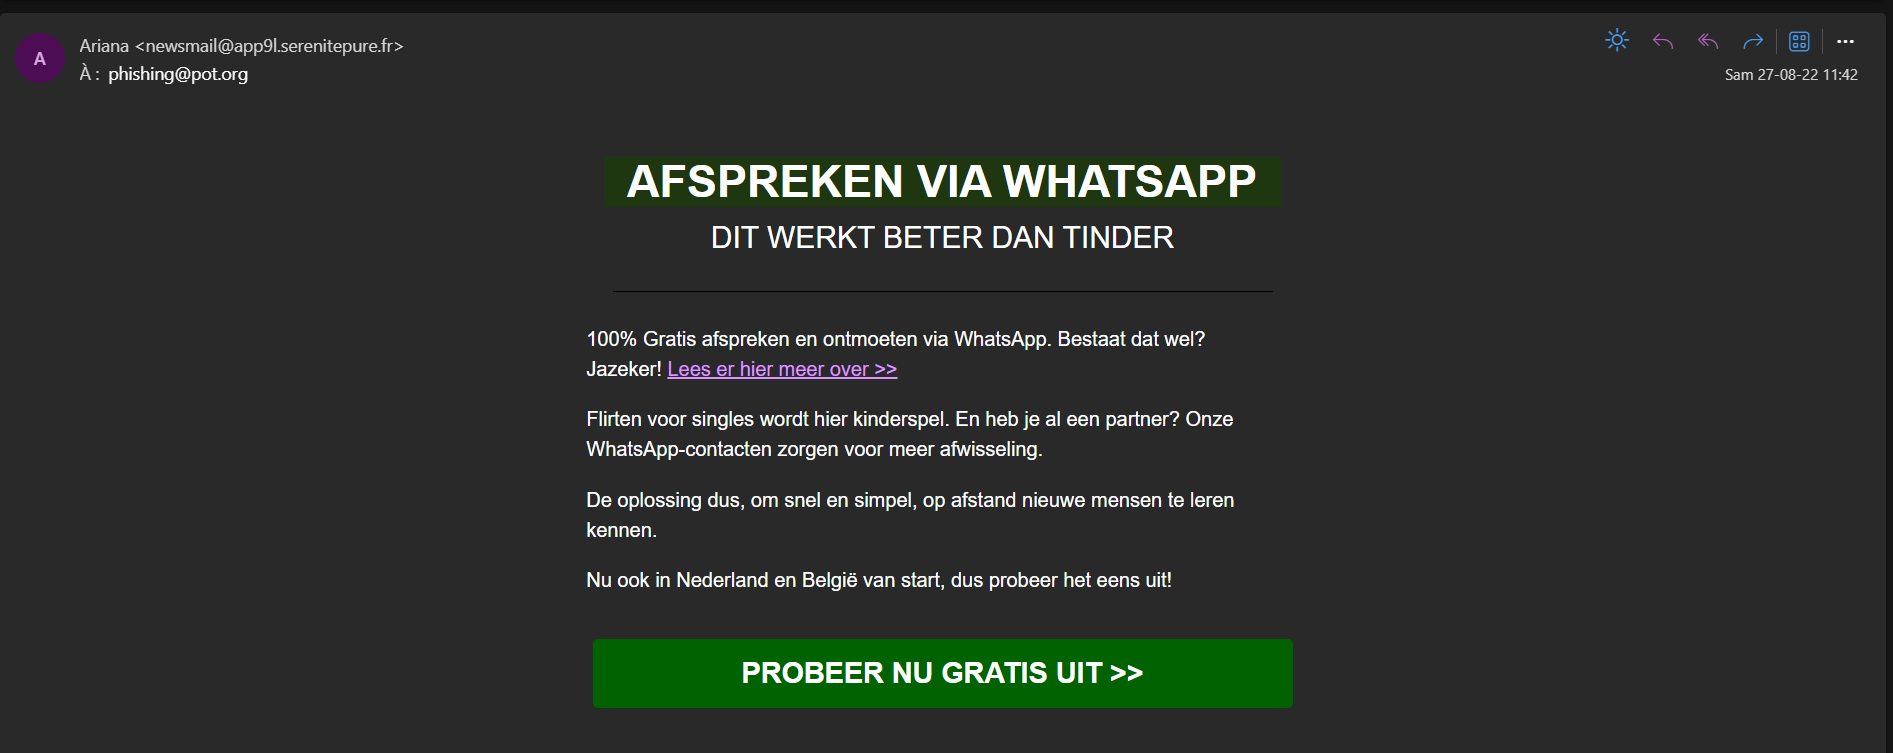 A
Ariana <newsmail@app9l.serenitepure.fr>
À : phishing@pot.org
Sam 27-08-22 11:42
AFSPREKEN VIA WHATSAPP
DIT WERKT BETER DAN TINDER
100% Gratis afspreken en ontmoeten via WhatsApp. Bestaat dat wel?
Jazeker! Lees er hier meer over >>
Flirten voor singles wordt hier kinderspel. En heb je al een partner? Onze
WhatsApp-contacten zorgen voor meer afwisseling.
De oplossing dus, om snel en simpel, op afstand nieuwe mensen te leren
kennen.
Nu ook in Nederland en België van start, dus probeer het eens uit!
PROBEER NU GRATIS UIT >>